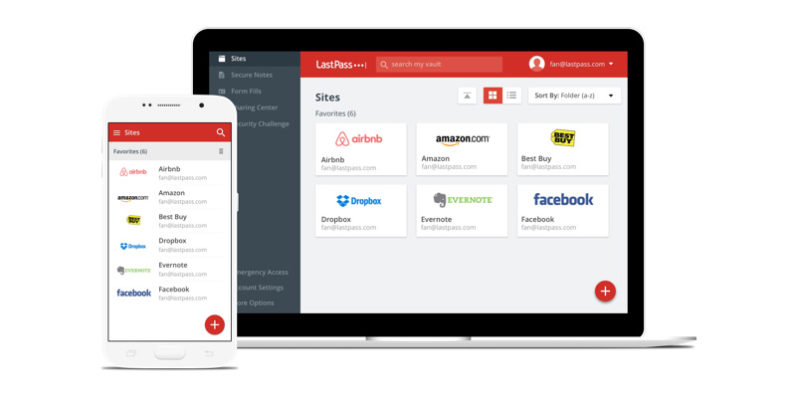 Sites
Secure Notes
Form Fills
haring Center
ecurity Challenge
mergency Access
ccount Settings
ore Options
LastPass
search my vault
fan@lastpass.com
Sites
Sort By: Folder (a-z)
Favorites (6)
airbnb
Airbnb
fan@lastpass.com
amazon.com
Amazon
fan@lastpass.com
BEST BUY
Best Buy
fan@lastpass.com
Dropbox
Dropbox
fan@lastpass.com
EVERNOTE
Evernote
fan@lastpass.com
facebook
Facebook
fan@lastpass.com
Sites
Favorites (6)
airbnb
Airbnb
fan@lastpass.com
amazon.com
Amazon
fan@lastpass.com
BEST BUY
Best Buy
fan@lastpass.com
Dropbox
Dropbox
fan@lastpass.com
EVERNOTE
Evernote
fan@lastpass.com
facebook
Facebook
fan@lastpass.com